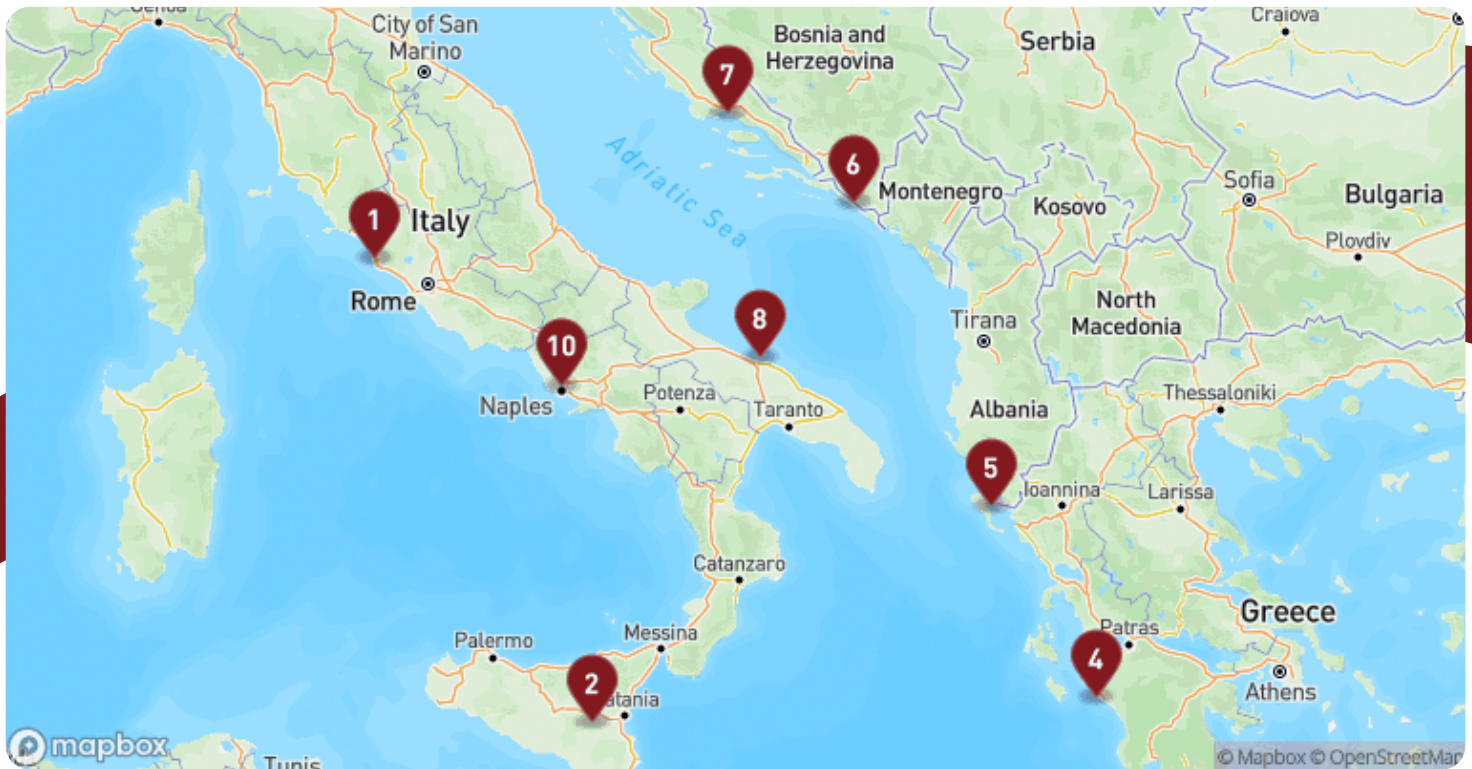 Genoa
City of San
Marino
Bosnia and
Herzegovina
Serbia
Craiova
7
Adriatic Sea
6
Montenegro
Kosovo
Sofia
Bulgaria
Plovdiv
1
Italy
Rome
8
10
Naples
Potenza
Taranto
Tirana
North
Macedonia
Albania
Thessaloniki
5
Ioannina
Larissa
Catanzaro
Messina
Palermo
2
atania
Greece
Patras
4
Athens
Tunis
mapbox
© Mapbox © OpenStreetMap